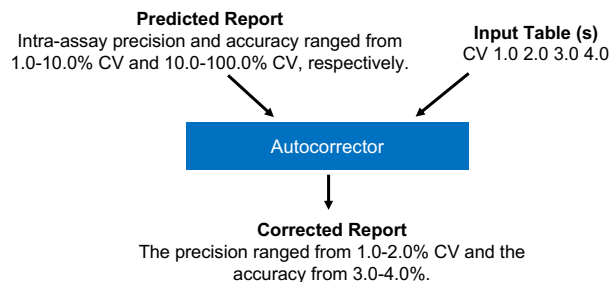 Predicted Report
Intra-assay precision and accuracy ranged from
1.0-10.0% CV and 10.0-100.0% CV, respectively.
Input Table (s)
CV 1.0 2.0 3.0 4.0
Autocorrector
Corrected Report
The precision ranged from 1.0-2.0% CV and the
accuracy from 3.0-4.0%.